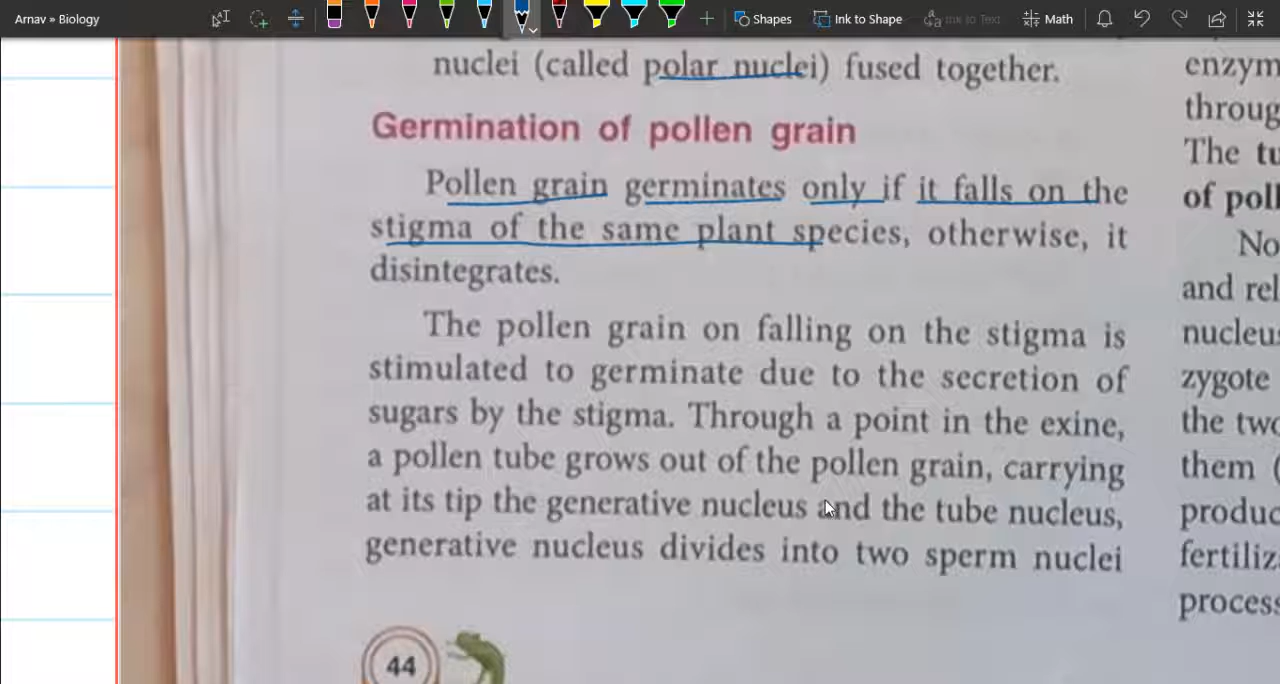 Arnav » Biology
Shapes
Ink to Shape
Ink to Text
Math
nuclei (called polar nuclei) fused together.
Germination of pollen grain
Pollen grain germinates only if it falls on the
stigma of the same plant species, otherwise, it
disintegrates.
The pollen grain on falling on the stigma is
stimulated to germinate due to the secretion of
sugars by the stigma. Through a point in the exine,
a pollen tube grows out of the pollen grain, carrying
at its tip the generative nucleus and the tube nucleus,
generative nucleus divides into two sperm nuclei
44
enzym
throug
The tu
of poll
No
and rel
nucleus
zygote
the two
them (
produc
fertiliz
process